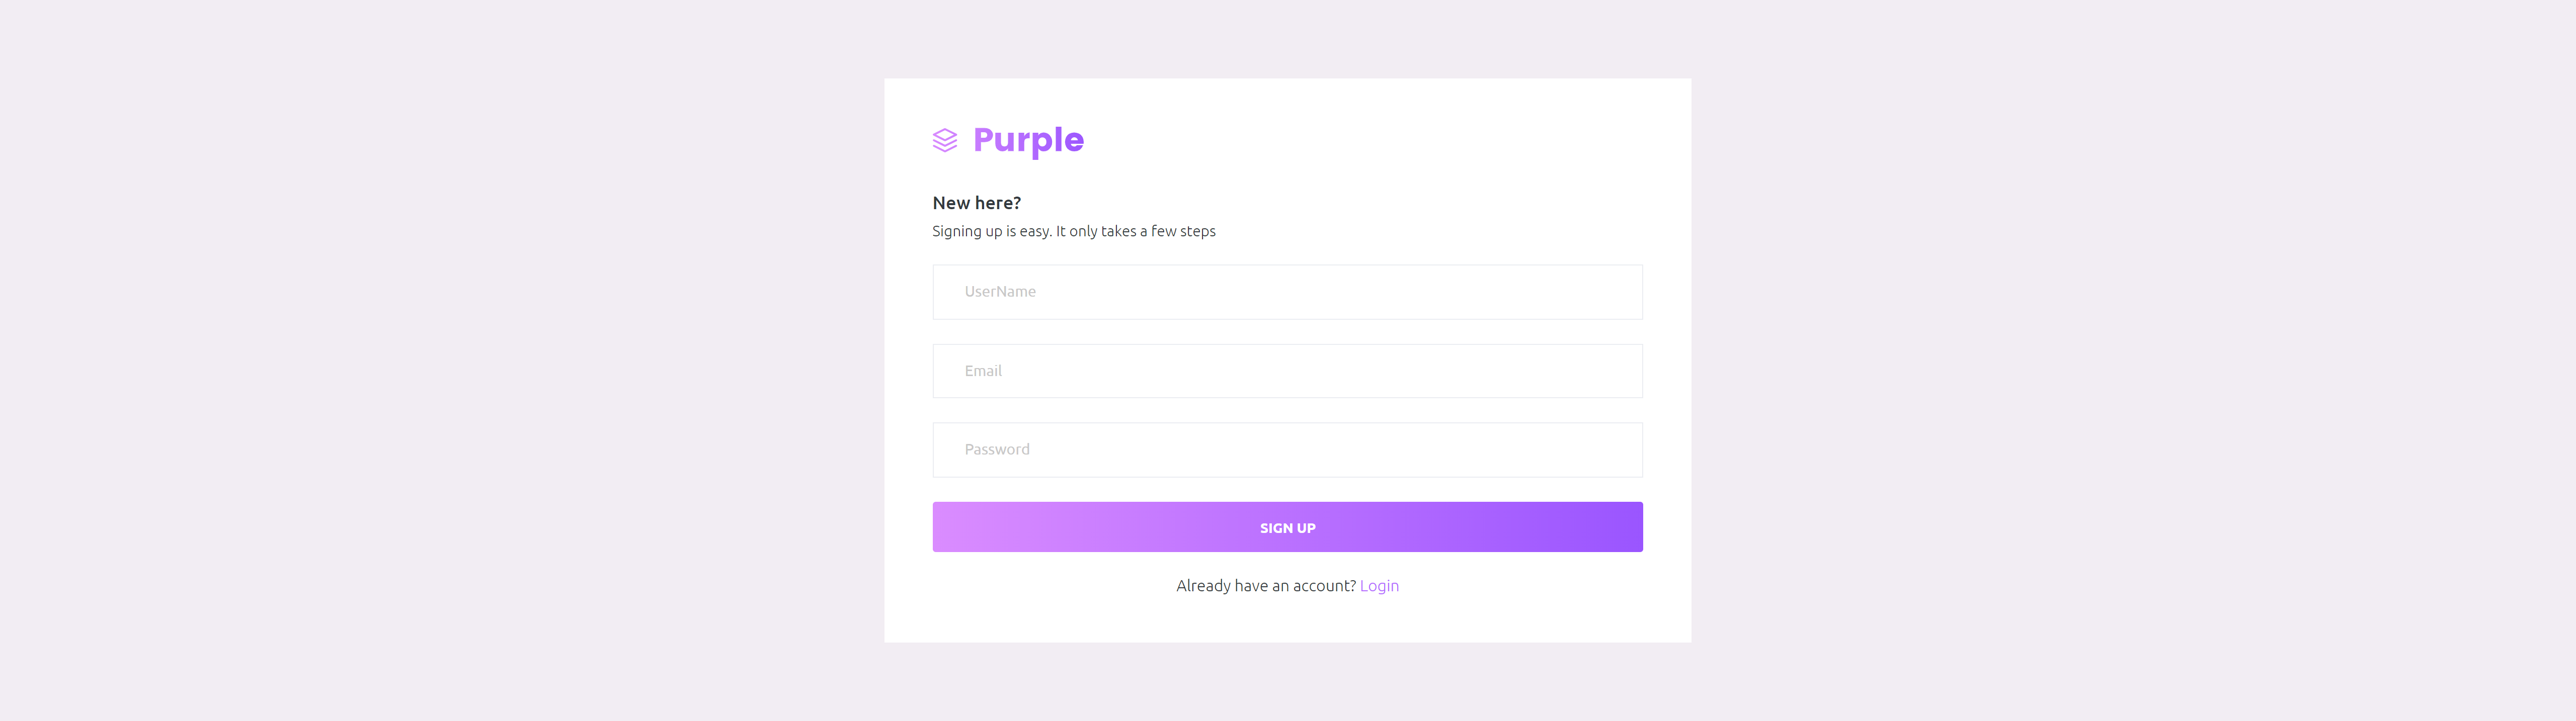 Purple
New here?
Signing up is easy. It only takes a few steps
UserName
Email
Password
SIGN UP
Already have an account? Login